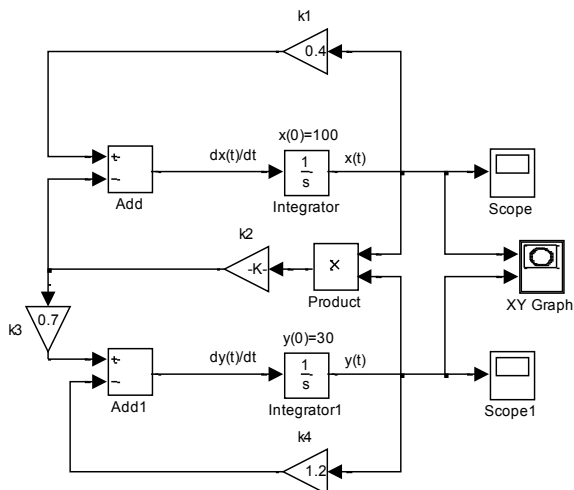 k1
0.4
x(0)=100
+
−
dx(t)/dt
1
s
x(t)
Add
Integrator
Scope
k2
-K-
X
Product
XY Graph
k3
0.7
y(0)=30
+
−
dy(t)/dt
1
s
y(t)
Add1
Integrator1
Scope1
k4
1.2